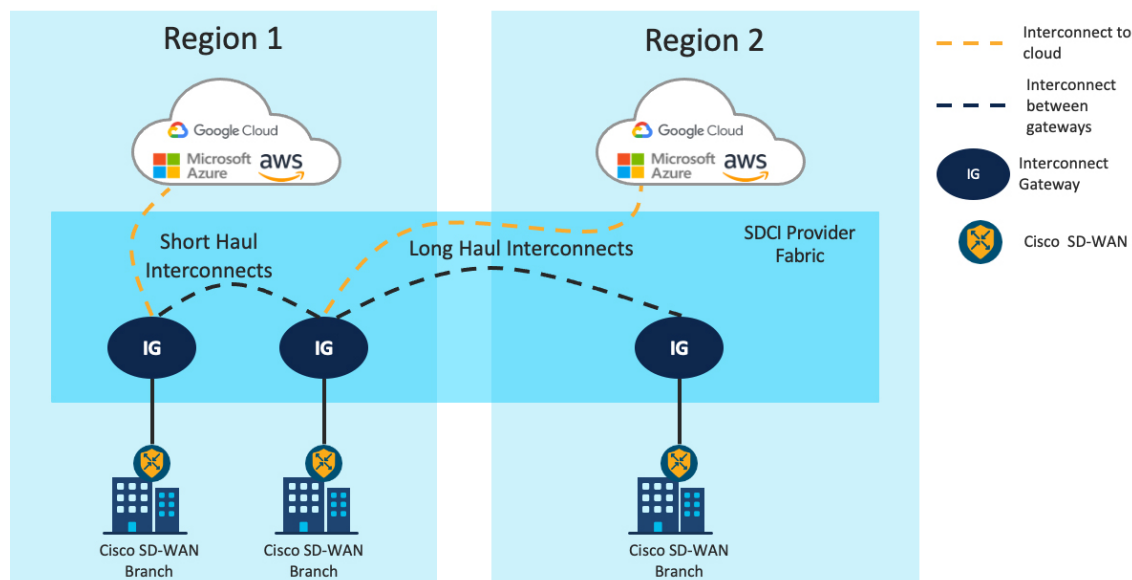 Region 1
Region 2
Google Cloud
Microsoft
Azure
aws
Google Cloud
Microsoft
Azure
aws
Short Haul
Interconnects
Long Haul Interconnects
SDCI Provider
Fabric
IG
IG
IG
Cisco SD-WAN
Branch
Cisco SD-WAN
Branch
Cisco SD-WAN
Branch
Interconnect to
cloud
Interconnect
between
gateways
IG
Interconnect
Gateway
Cisco SD-WAN